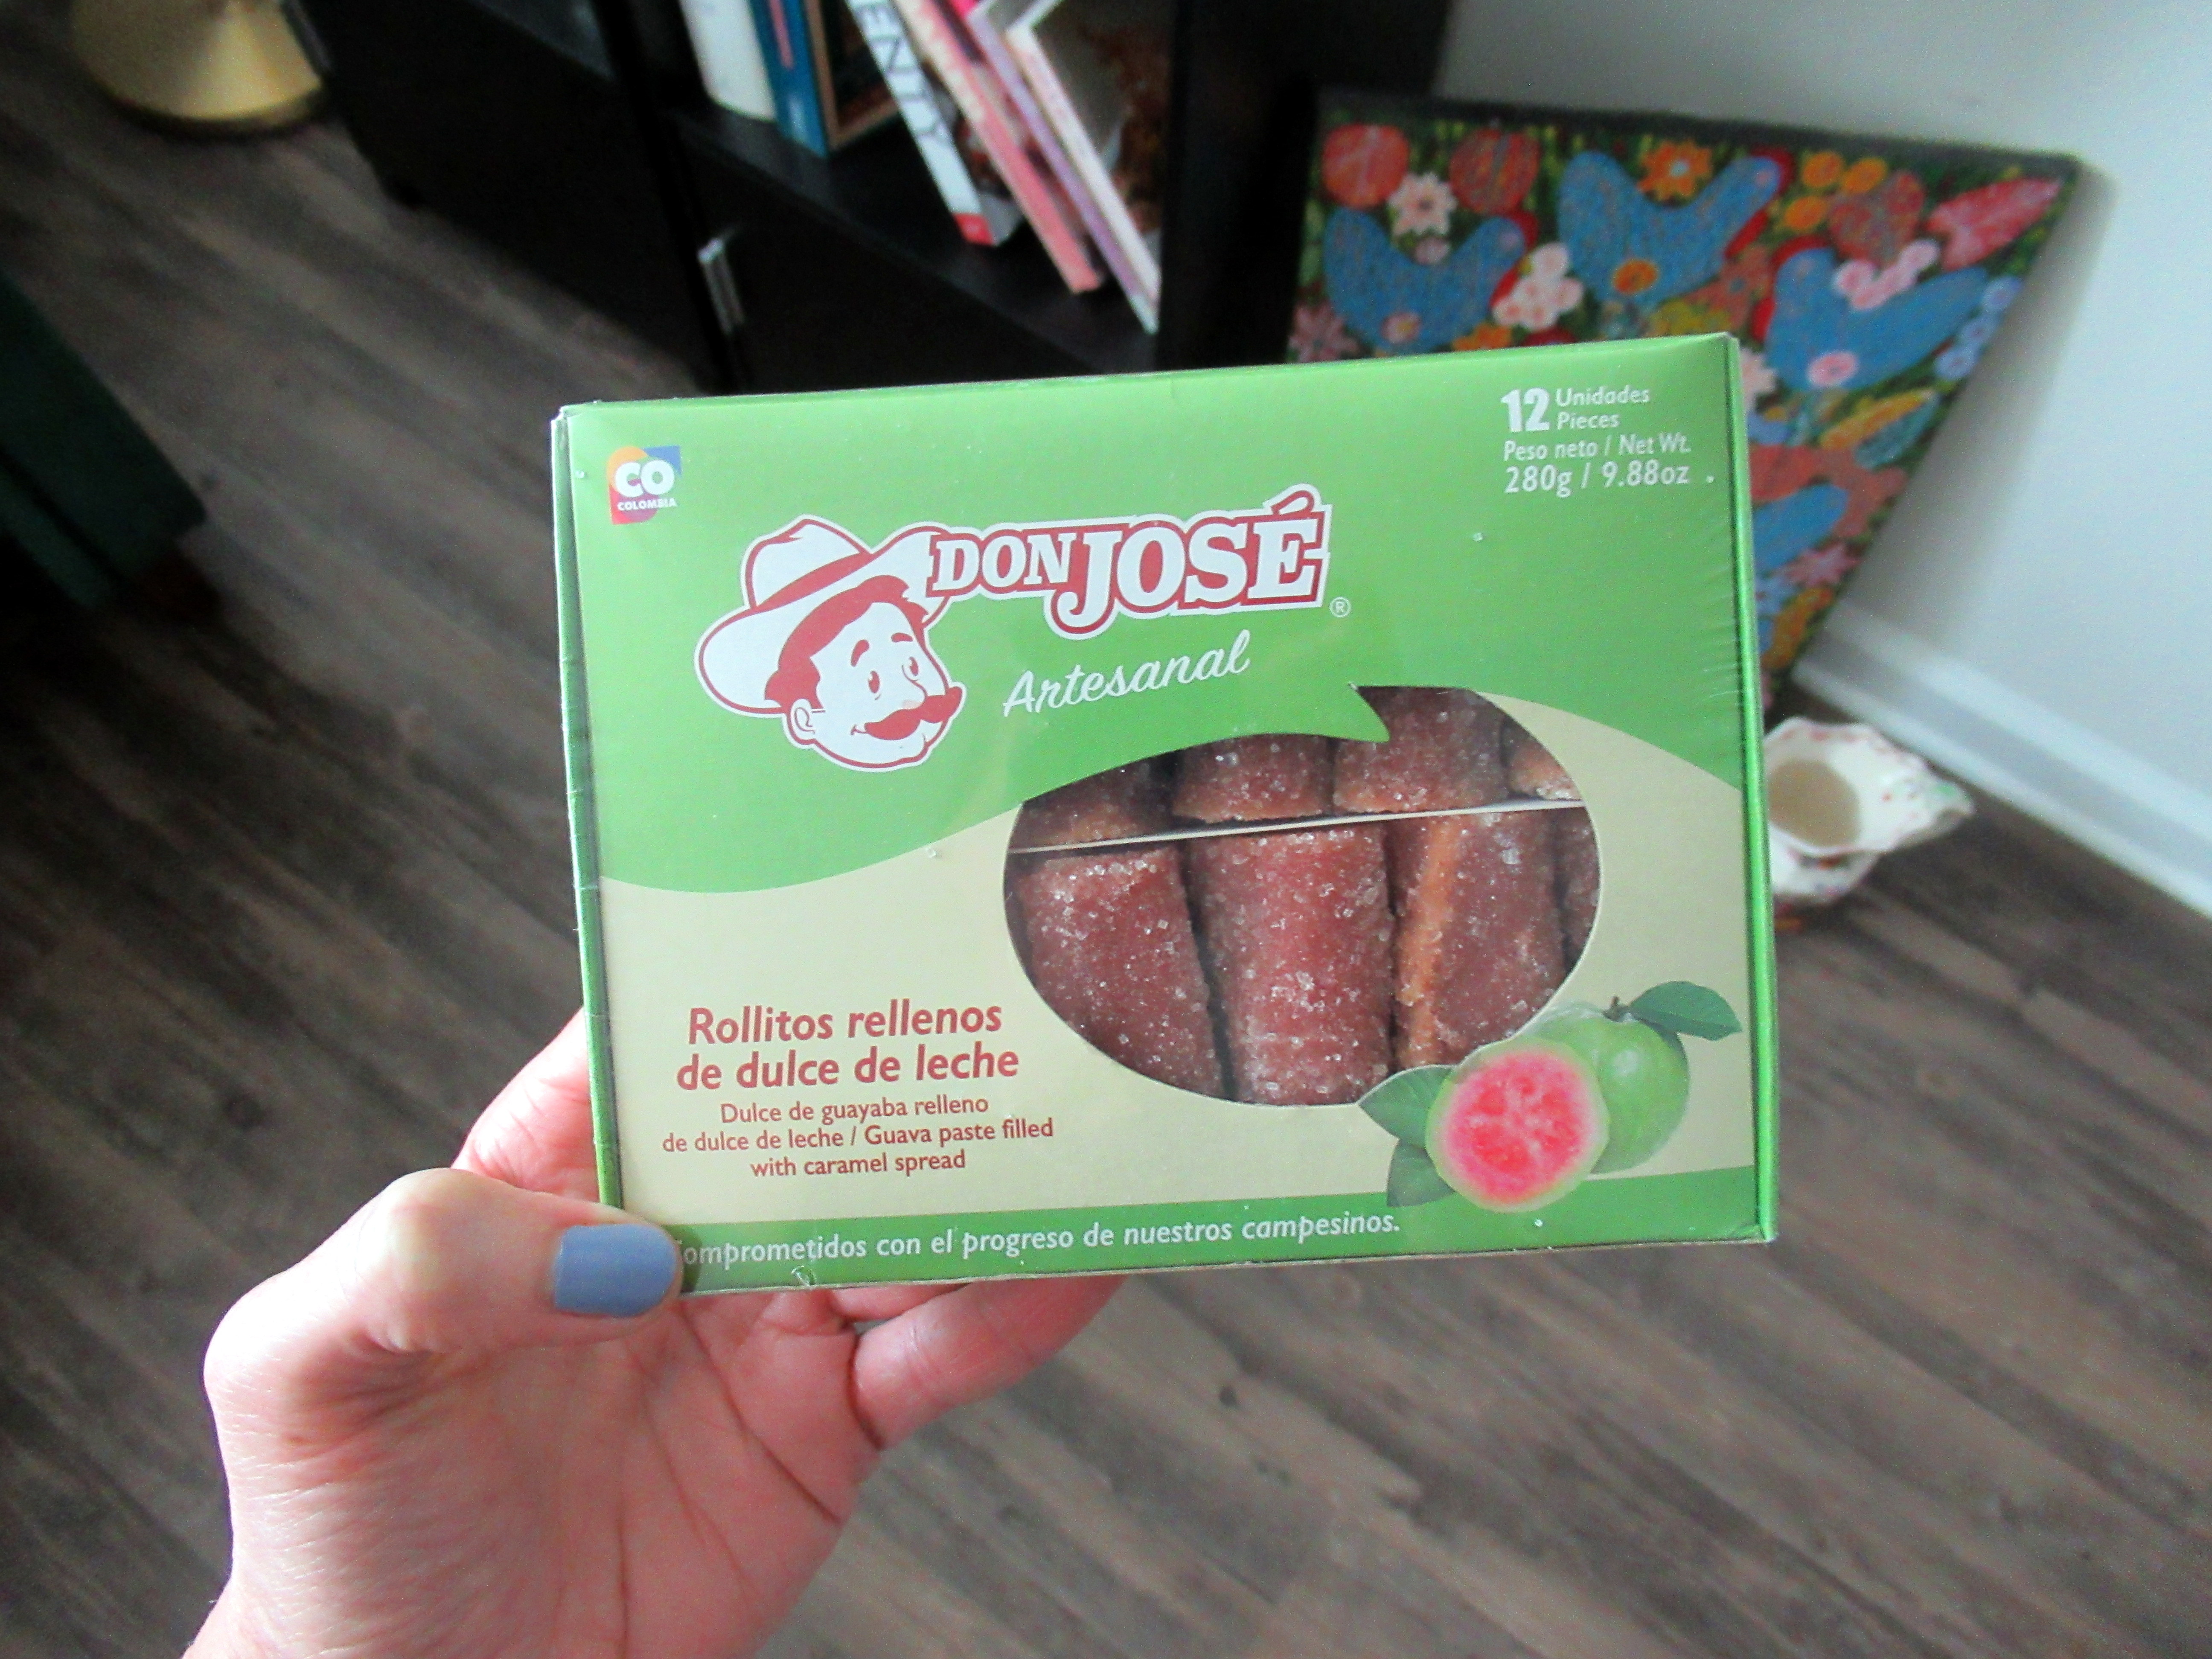 ENTY
12 Unidades
Pieces
Peso neto / Net Wt.
280g / 9.88oz
CO
COLOMBIA
DON JOSÉ
®
Artesanal
Rollitos rellenos
de dulce de leche
Dulce de guayaba relleno
de dulce de leche / Guava paste filled
with caramel spread
omprometidos con el progreso de nuestros campesinos.